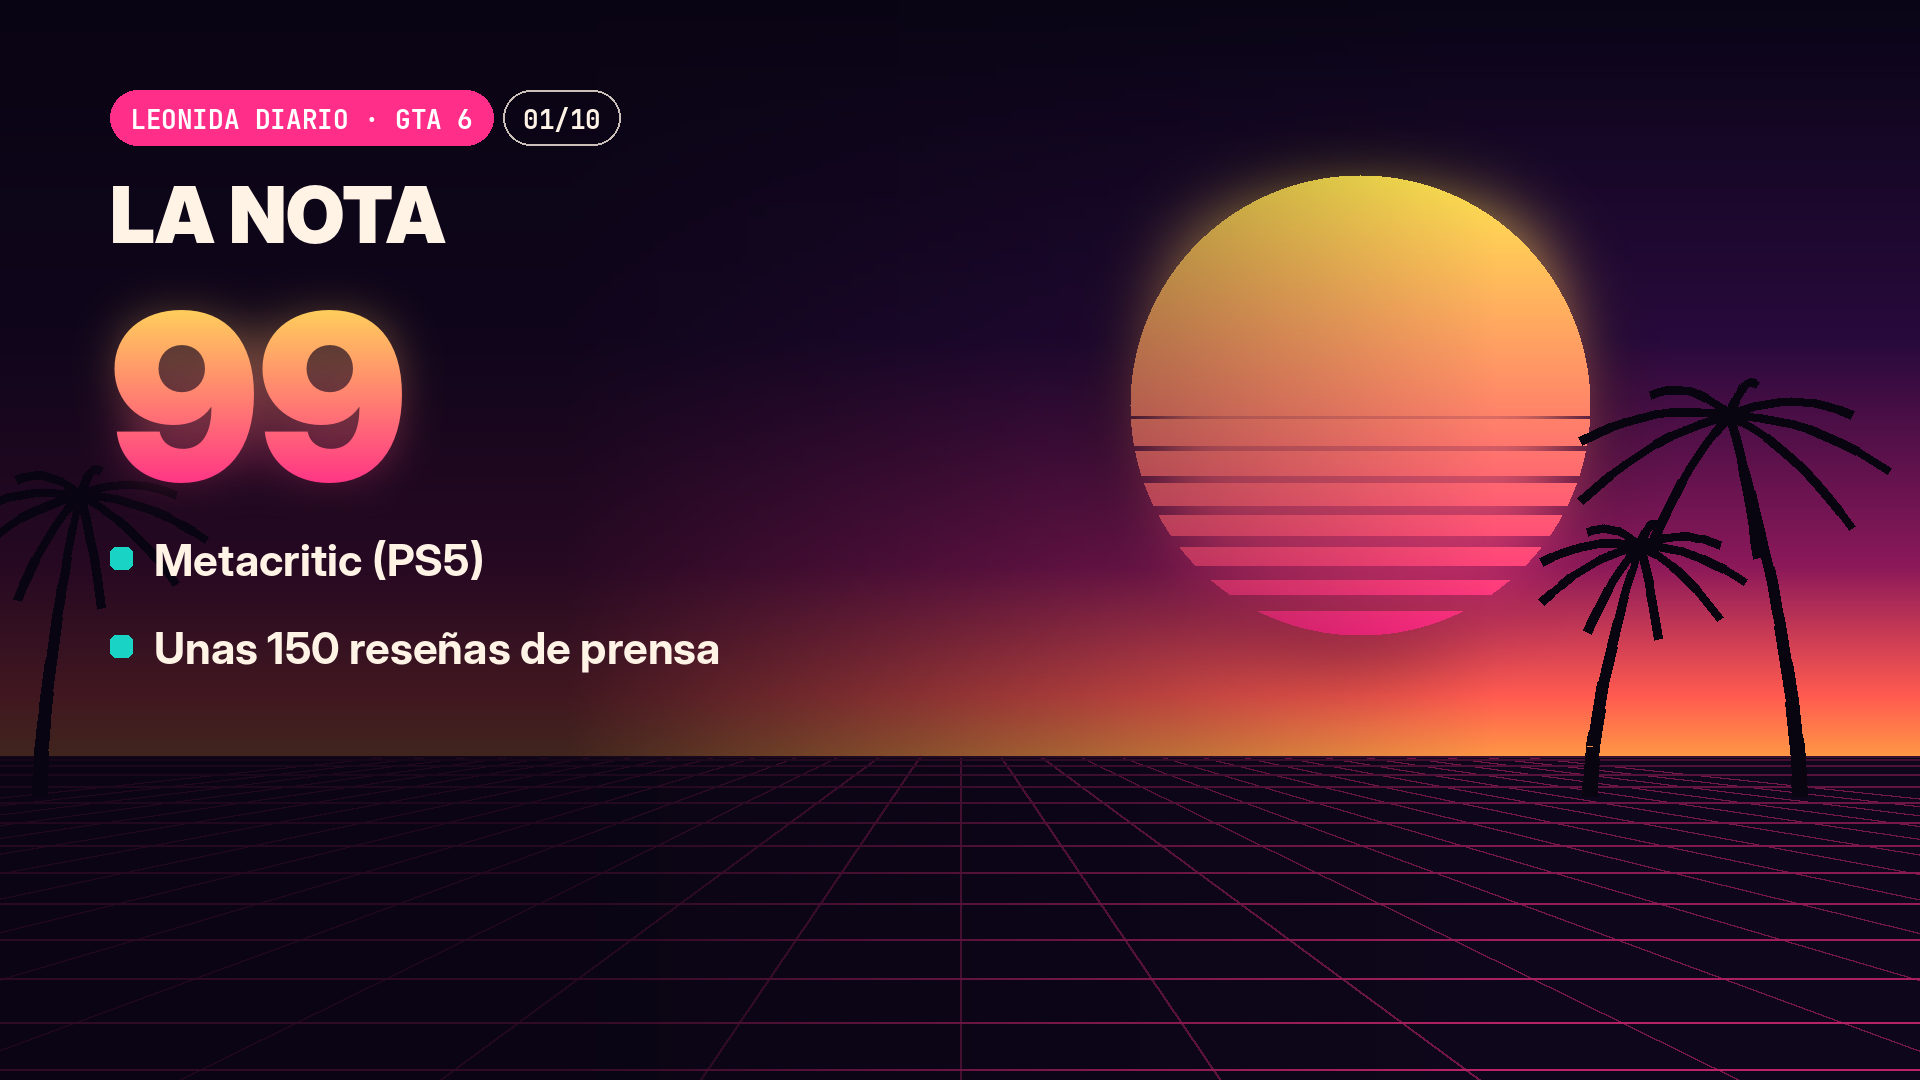 LEONIDA DIARIO · GTA 6
01/10
LA NOTA
99
Metacritic (PS5)
Unas 150 reseñas de prensa